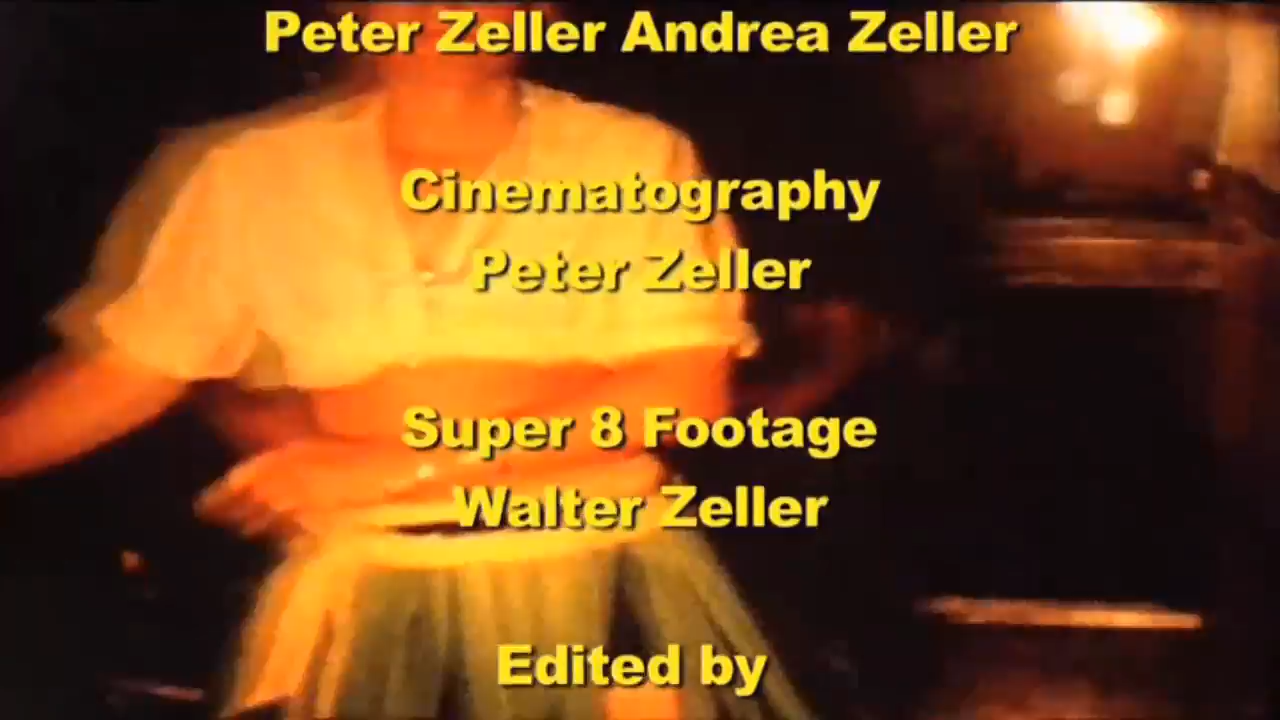 Peter Zeller Andrea Zeller
Cinematography
Peter Zeller
Super 8 Footage
Walter Zeller
Edited by